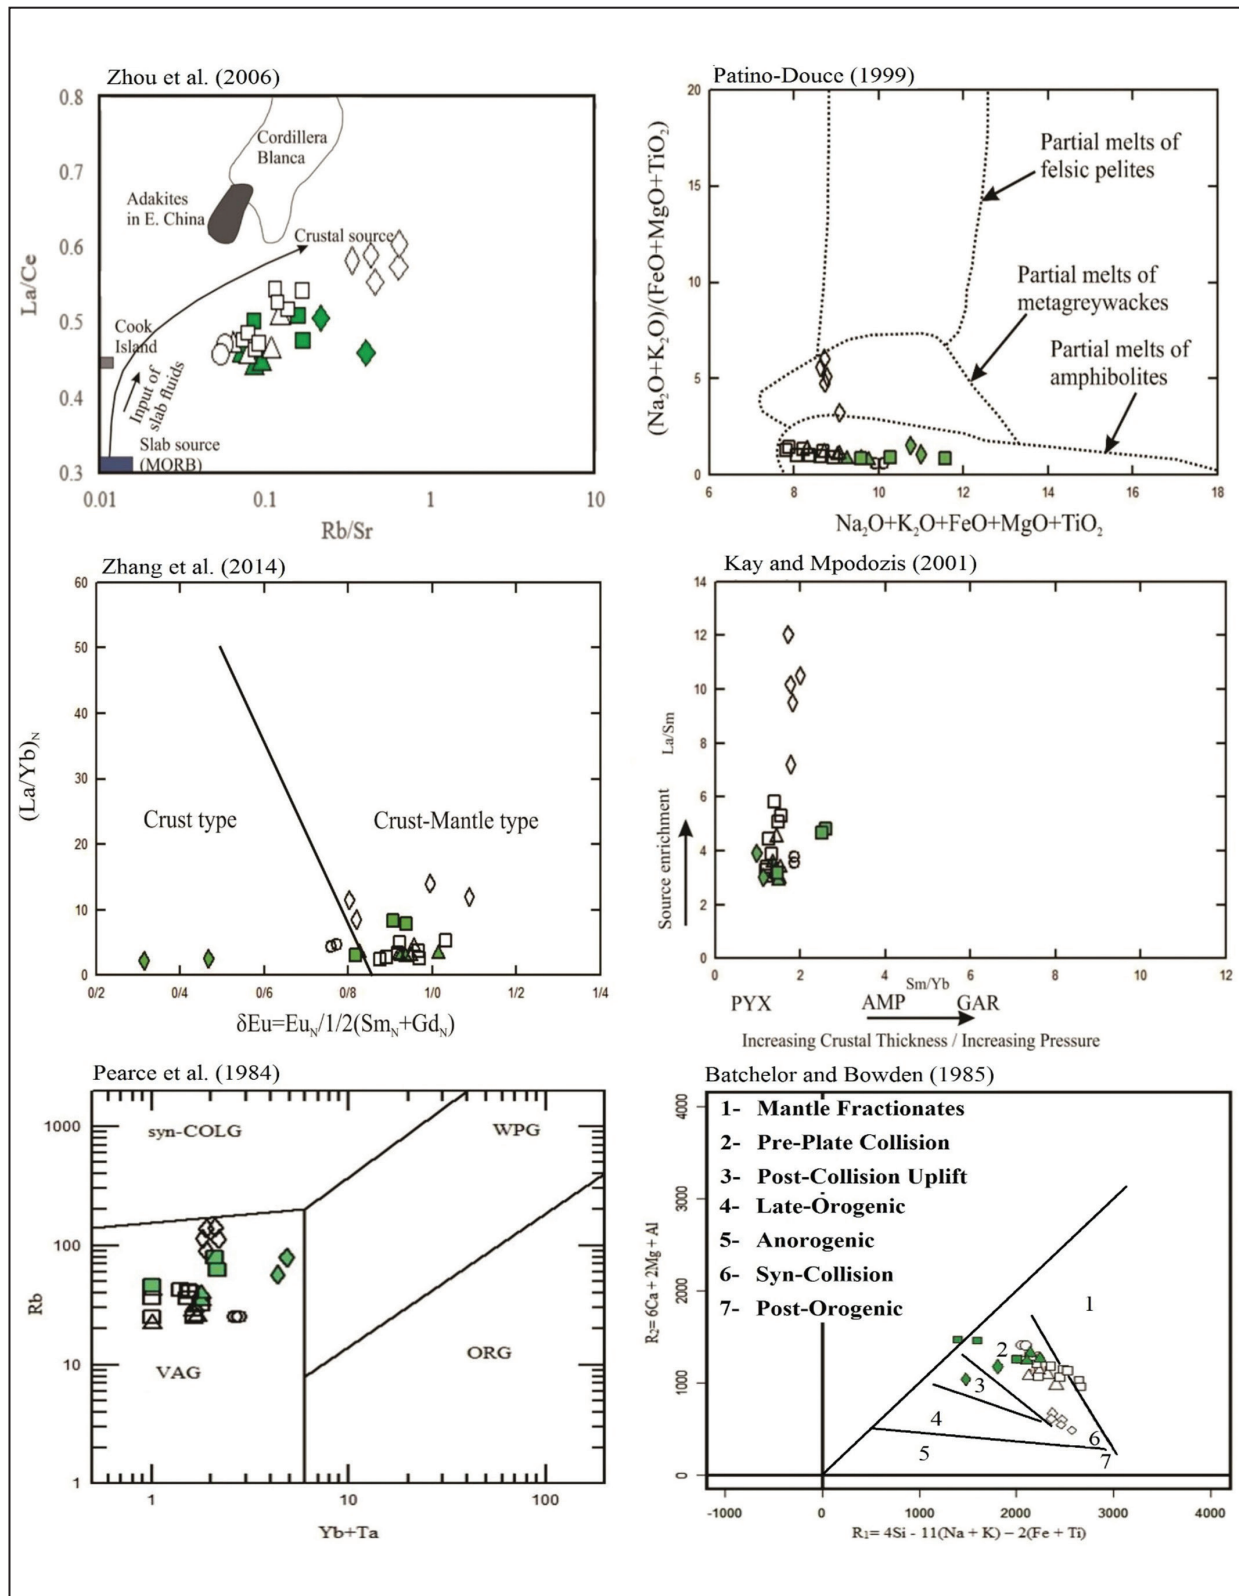 Zhou et al. (2006)
0.8
0.7
0.6
0.5
0.4
0.3
La/Ce
Cordillera
Blanca
Adakites
in E. China
Crustal source
Cook
Island
Input of
slab fluids
Slab source
(MORB)
0.01
0.1
1
10
Rb/Sr
Patino-Douce (1999)
20
15
10
5
0
(Na₂O+K₂O)/(FeO+MgO+TiO₂)
Partial melts of
felsic pelites
Partial melts of
metagreywackes
Partial melts of
amphibolites
6
8
10
12
14
16
18
Na₂O+K₂O+FeO+MgO+TiO₂
Zhang et al. (2014)
60
50
40
30
20
10
0
(La/Yb)N
Crust type
Crust-Mantle type
0/2
0/4
0/6
0/8
1/0
1/2
1/4
δEu=EuN/1/2(SmN+GdN)
Kay and Mpodozis (2001)
14
12
10
8
6
4
2
0
La/Sm
Source enrichment
0
2
4
6
8
10
12
Sm/Yb
PYX
AMP
GAR
Increasing Crustal Thickness / Increasing Pressure
Pearce et al. (1984)
1000
100
10
1
Rb
syn-COLG
WPG
VAG
ORG
1
10
100
Yb+Ta
Batchelor and Bowden (1985)
4000
3000
2000
1000
0
R₂= 6Ca + 2Mg + Al
1- Mantle Fractionates
2- Pre-Plate Collision
3- Post-Collision Uplift
4- Late-Orogenic
5- Anorogenic
6- Syn-Collision
7- Post-Orogenic
1
2
3
4
5
6
7
-1000
0
1000
2000
3000
4000
R₁= 4Si - 11(Na + K) – 2(Fe + Ti)